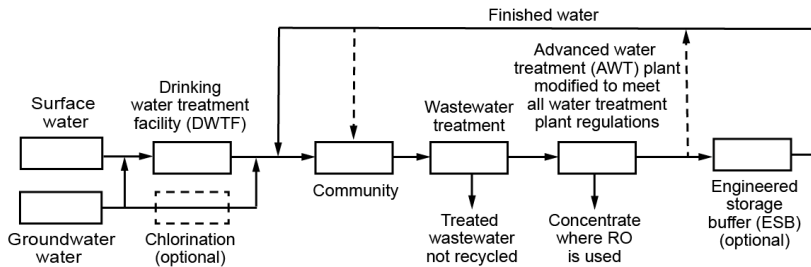 Finished water
Drinking
water treatment
facility (DWTF)
Surface
water
Advanced water
treatment (AWT) plant
modified to meet
all water treatment
plant regulations
Wastewater
treatment
Community
Groundwater
water
Chlorination
(optional)
Treated
wastewater
not recycled
Concentrate
where RO
is used
Engineered
storage
buffer (ESB)
(optional)